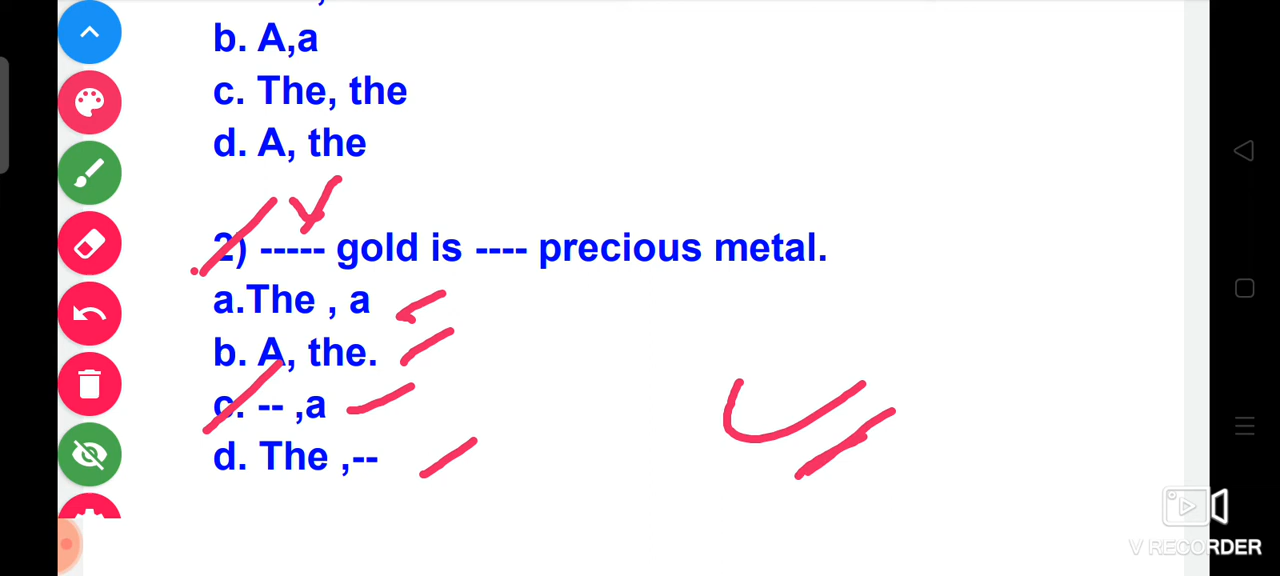 b. A,a
c. The, the
d. A, the
2) ----- gold is ---- precious metal.
a.The , a
b. A, the.
c. -- ,a
d. The ,--
V RECORDER